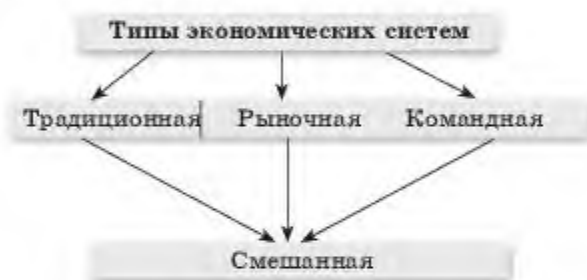 Типы экономических систем
Традиционная Рыночная Командная
Смешанная